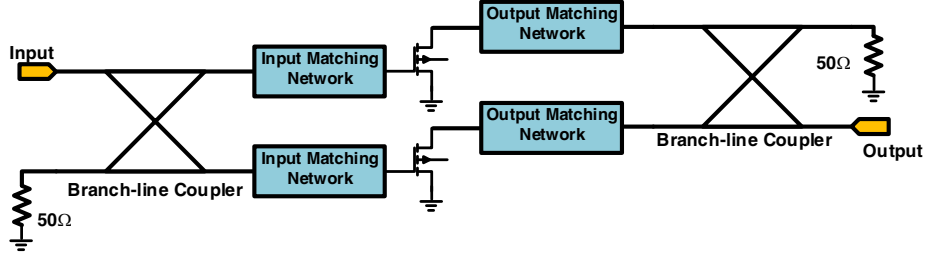 Input
Input Matching
Network
Output Matching
Network
50Ω
Branch-line Coupler
50Ω
Input Matching
Network
Output Matching
Network
Branch-line Coupler
Output